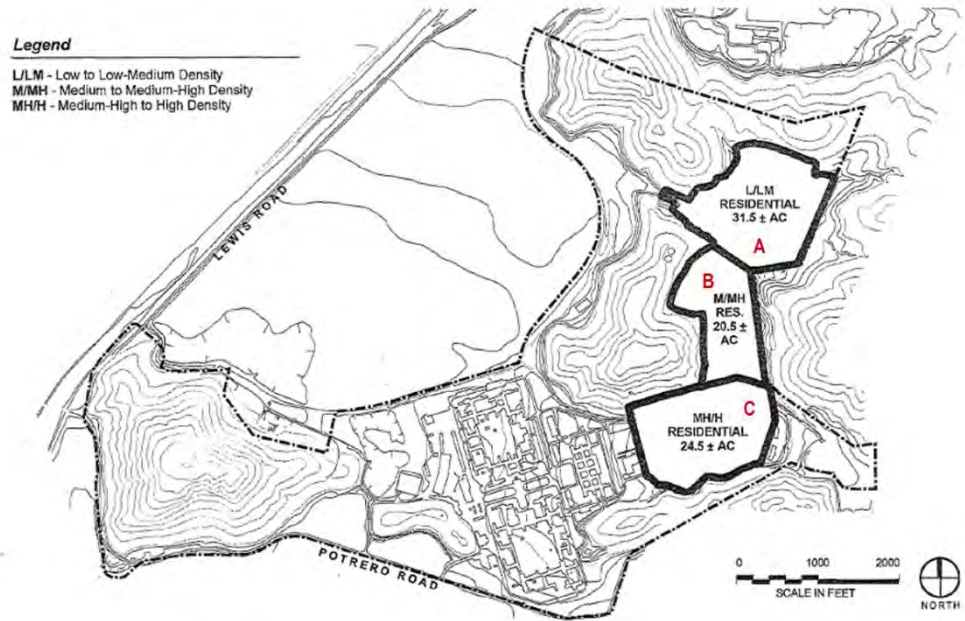 Legend
L/LM - Low to Low-Medium Density
M/MH - Medium to Medium-High Density
MH/H - Medium-High to High Density
LEWIS ROAD
L/LM
RESIDENTIAL
31.5 ± AC
A
B
M/MH
RES.
20.5 ±
AC
C
MH/H
RESIDENTIAL
24.5 ± AC
POTRERO ROAD
0 1000 2000
SCALE IN FEET
NORTH